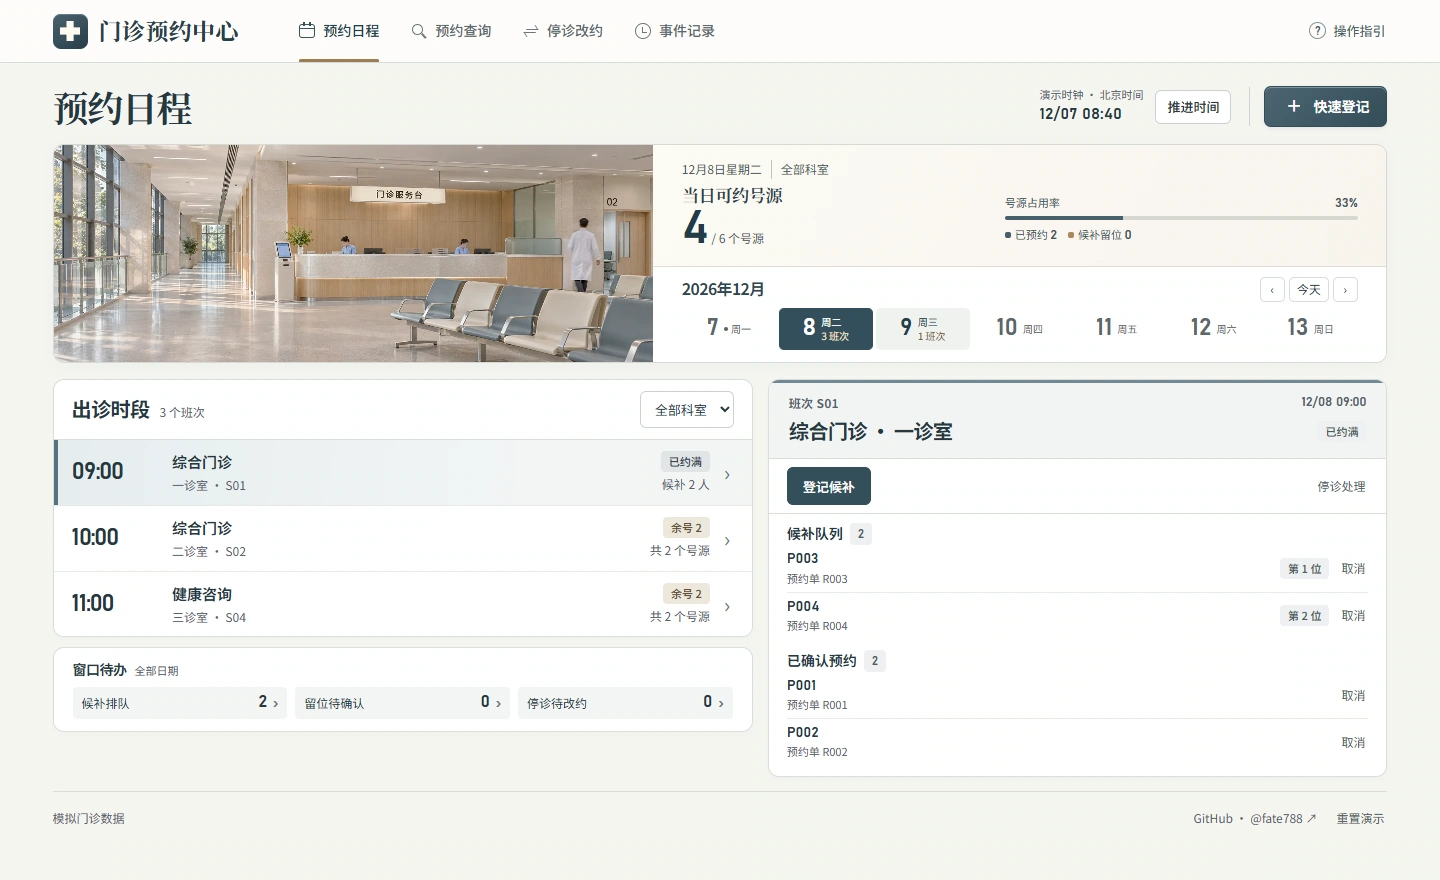 门诊预约中心
预约日程
预约查询
停诊改约
事件记录
? 操作指引
预约日程
演示时钟 • 北京时间
12/07 08:40
推进时间
+ 快速登记
门诊服务台
02
12月8日星期二 全部科室
当日可约号源
4 / 6 个号源
号源占用率 33%
已预约 2 候补留位 0
2026年12月
‹ 今天 ›
7 • 周一
8 周二 3 班次
9 周三 1 班次
10 周四
11 周五
12 周六
13 周日
出诊时段 3 个班次
全部科室
09:00 综合门诊 已约满
一诊室 • S01 候补 2 人 ›
10:00 综合门诊 余号 2
二诊室 • S02 共 2 个号源 ›
11:00 健康咨询 余号 2
三诊室 • S04 共 2 个号源 ›
窗口待办 全部日期
候补排队 2 ›
留位待确认 0 ›
停诊待改约 0 ›
班次 S01 12/08 09:00
综合门诊 • 一诊室 已约满
登记候补 停诊处理
候补队列 2
P003
预约单 R003
第 1 位 取消
P004
预约单 R004
第 2 位 取消
已确认预约 2
P001
预约单 R001
取消
P002
预约单 R002
取消
模拟门诊数据
GitHub • @fate788 ↗ 重置演示